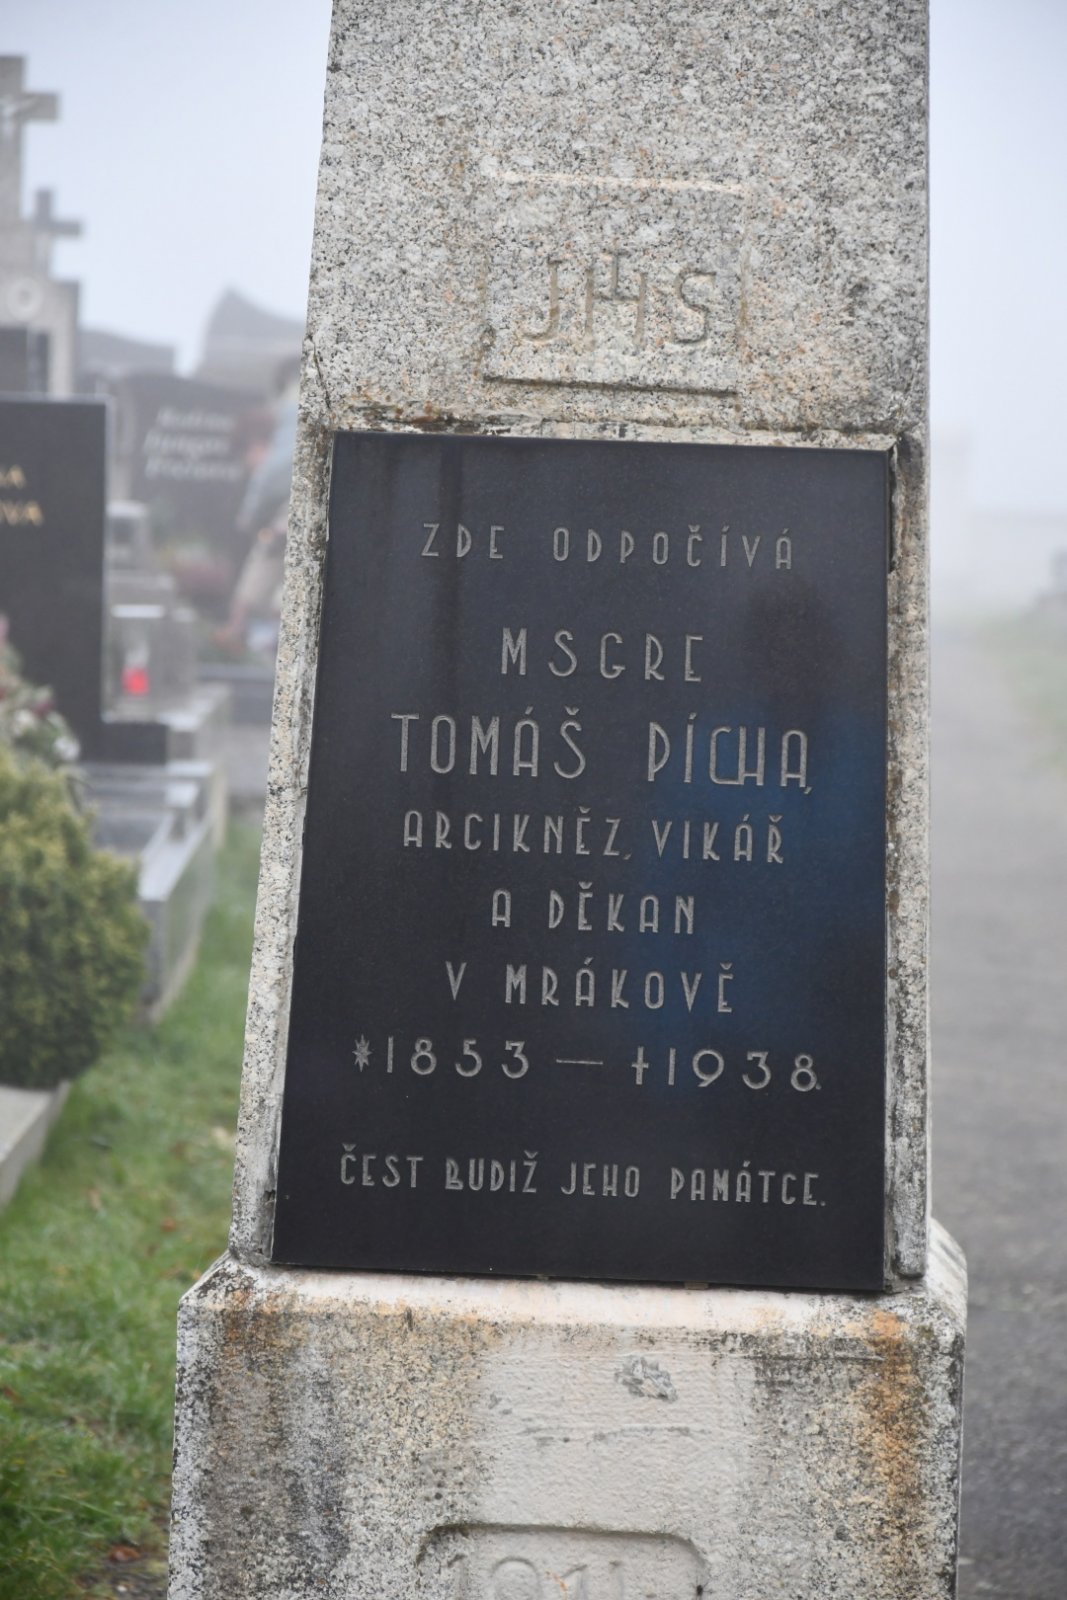 JHS
ZDE ODPOČÍVÁ
MSGRE
TOMÁŠ PÍCHA,
ARCIKNĚZ, VIKÁŘ
A DĚKAN
V MRÁKOVĚ
*1853 — †1938.
ČEST BUDIŽ JEHO PAMÁTCE.